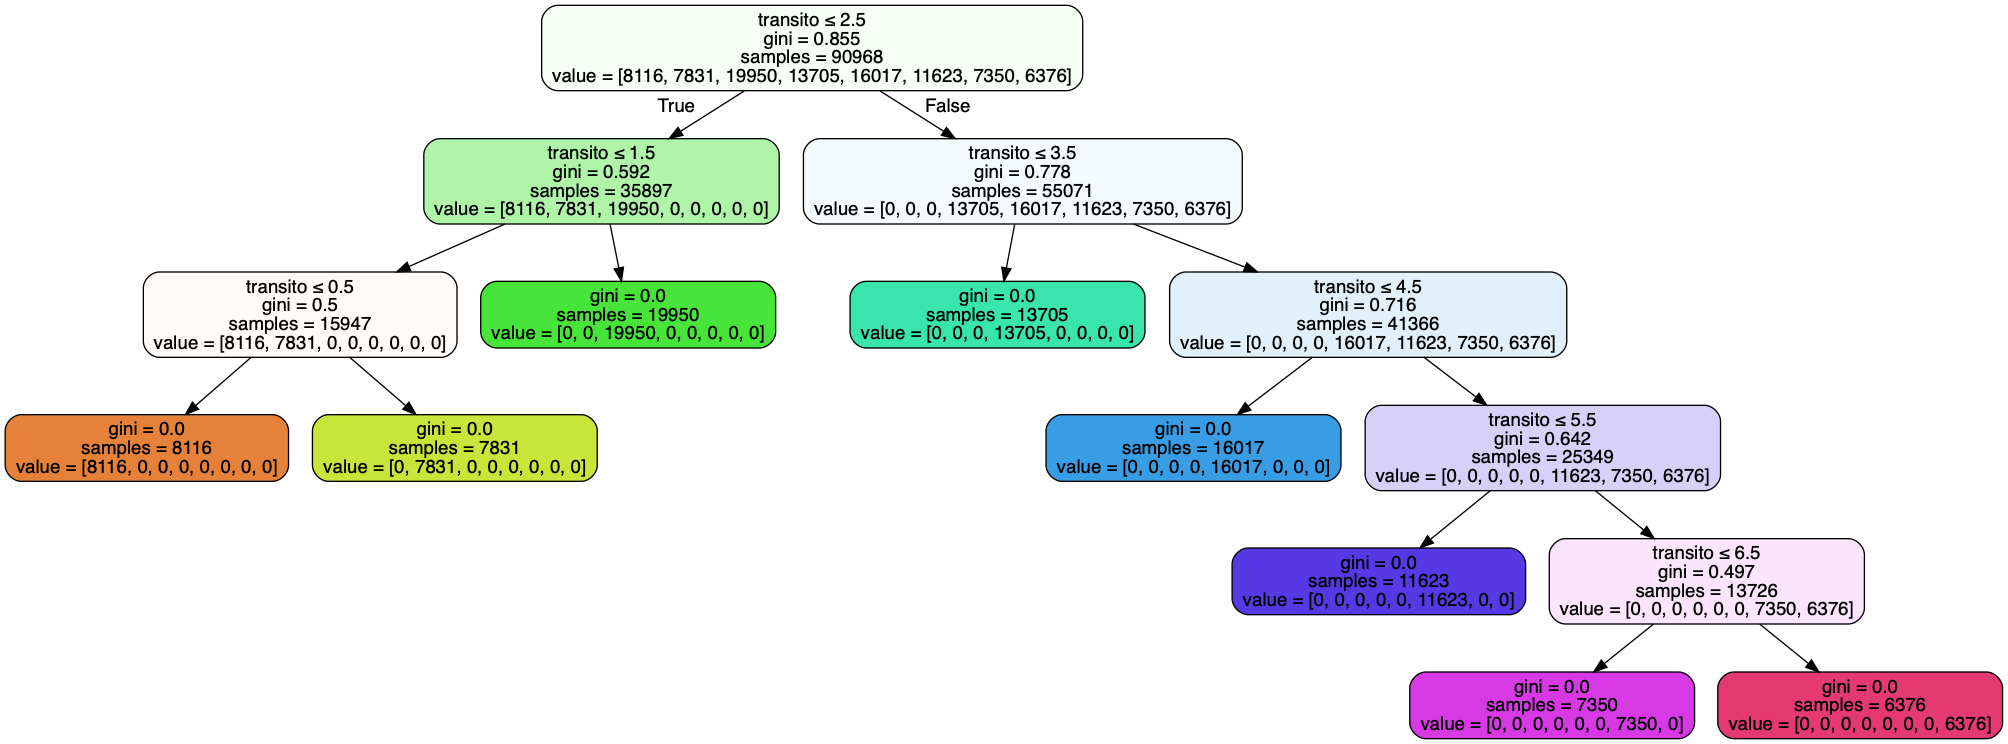 transito ≤ 2.5
gini = 0.855
samples = 90968
value = [8116, 7831, 19950, 13705, 16017, 11623, 7350, 6376]
True
False
transito ≤ 1.5
gini = 0.592
samples = 35897
value = [8116, 7831, 19950, 0, 0, 0, 0, 0]
transito ≤ 3.5
gini = 0.778
samples = 55071
value = [0, 0, 0, 13705, 16017, 11623, 7350, 6376]
transito ≤ 0.5
gini = 0.5
samples = 15947
value = [8116, 7831, 0, 0, 0, 0, 0, 0]
gini = 0.0
samples = 19950
value = [0, 0, 19950, 0, 0, 0, 0, 0]
gini = 0.0
samples = 13705
value = [0, 0, 0, 13705, 0, 0, 0, 0]
transito ≤ 4.5
gini = 0.716
samples = 41366
value = [0, 0, 0, 0, 16017, 11623, 7350, 6376]
gini = 0.0
samples = 8116
value = [8116, 0, 0, 0, 0, 0, 0, 0]
gini = 0.0
samples = 7831
value = [0, 7831, 0, 0, 0, 0, 0, 0]
gini = 0.0
samples = 16017
value = [0, 0, 0, 0, 16017, 0, 0, 0]
transito ≤ 5.5
gini = 0.642
samples = 25349
value = [0, 0, 0, 0, 0, 11623, 7350, 6376]
gini = 0.0
samples = 11623
value = [0, 0, 0, 0, 0, 11623, 0, 0]
transito ≤ 6.5
gini = 0.497
samples = 13726
value = [0, 0, 0, 0, 0, 0, 7350, 6376]
gini = 0.0
samples = 7350
value = [0, 0, 0, 0, 0, 0, 7350, 0]
gini = 0.0
samples = 6376
value = [0, 0, 0, 0, 0, 0, 0, 6376]